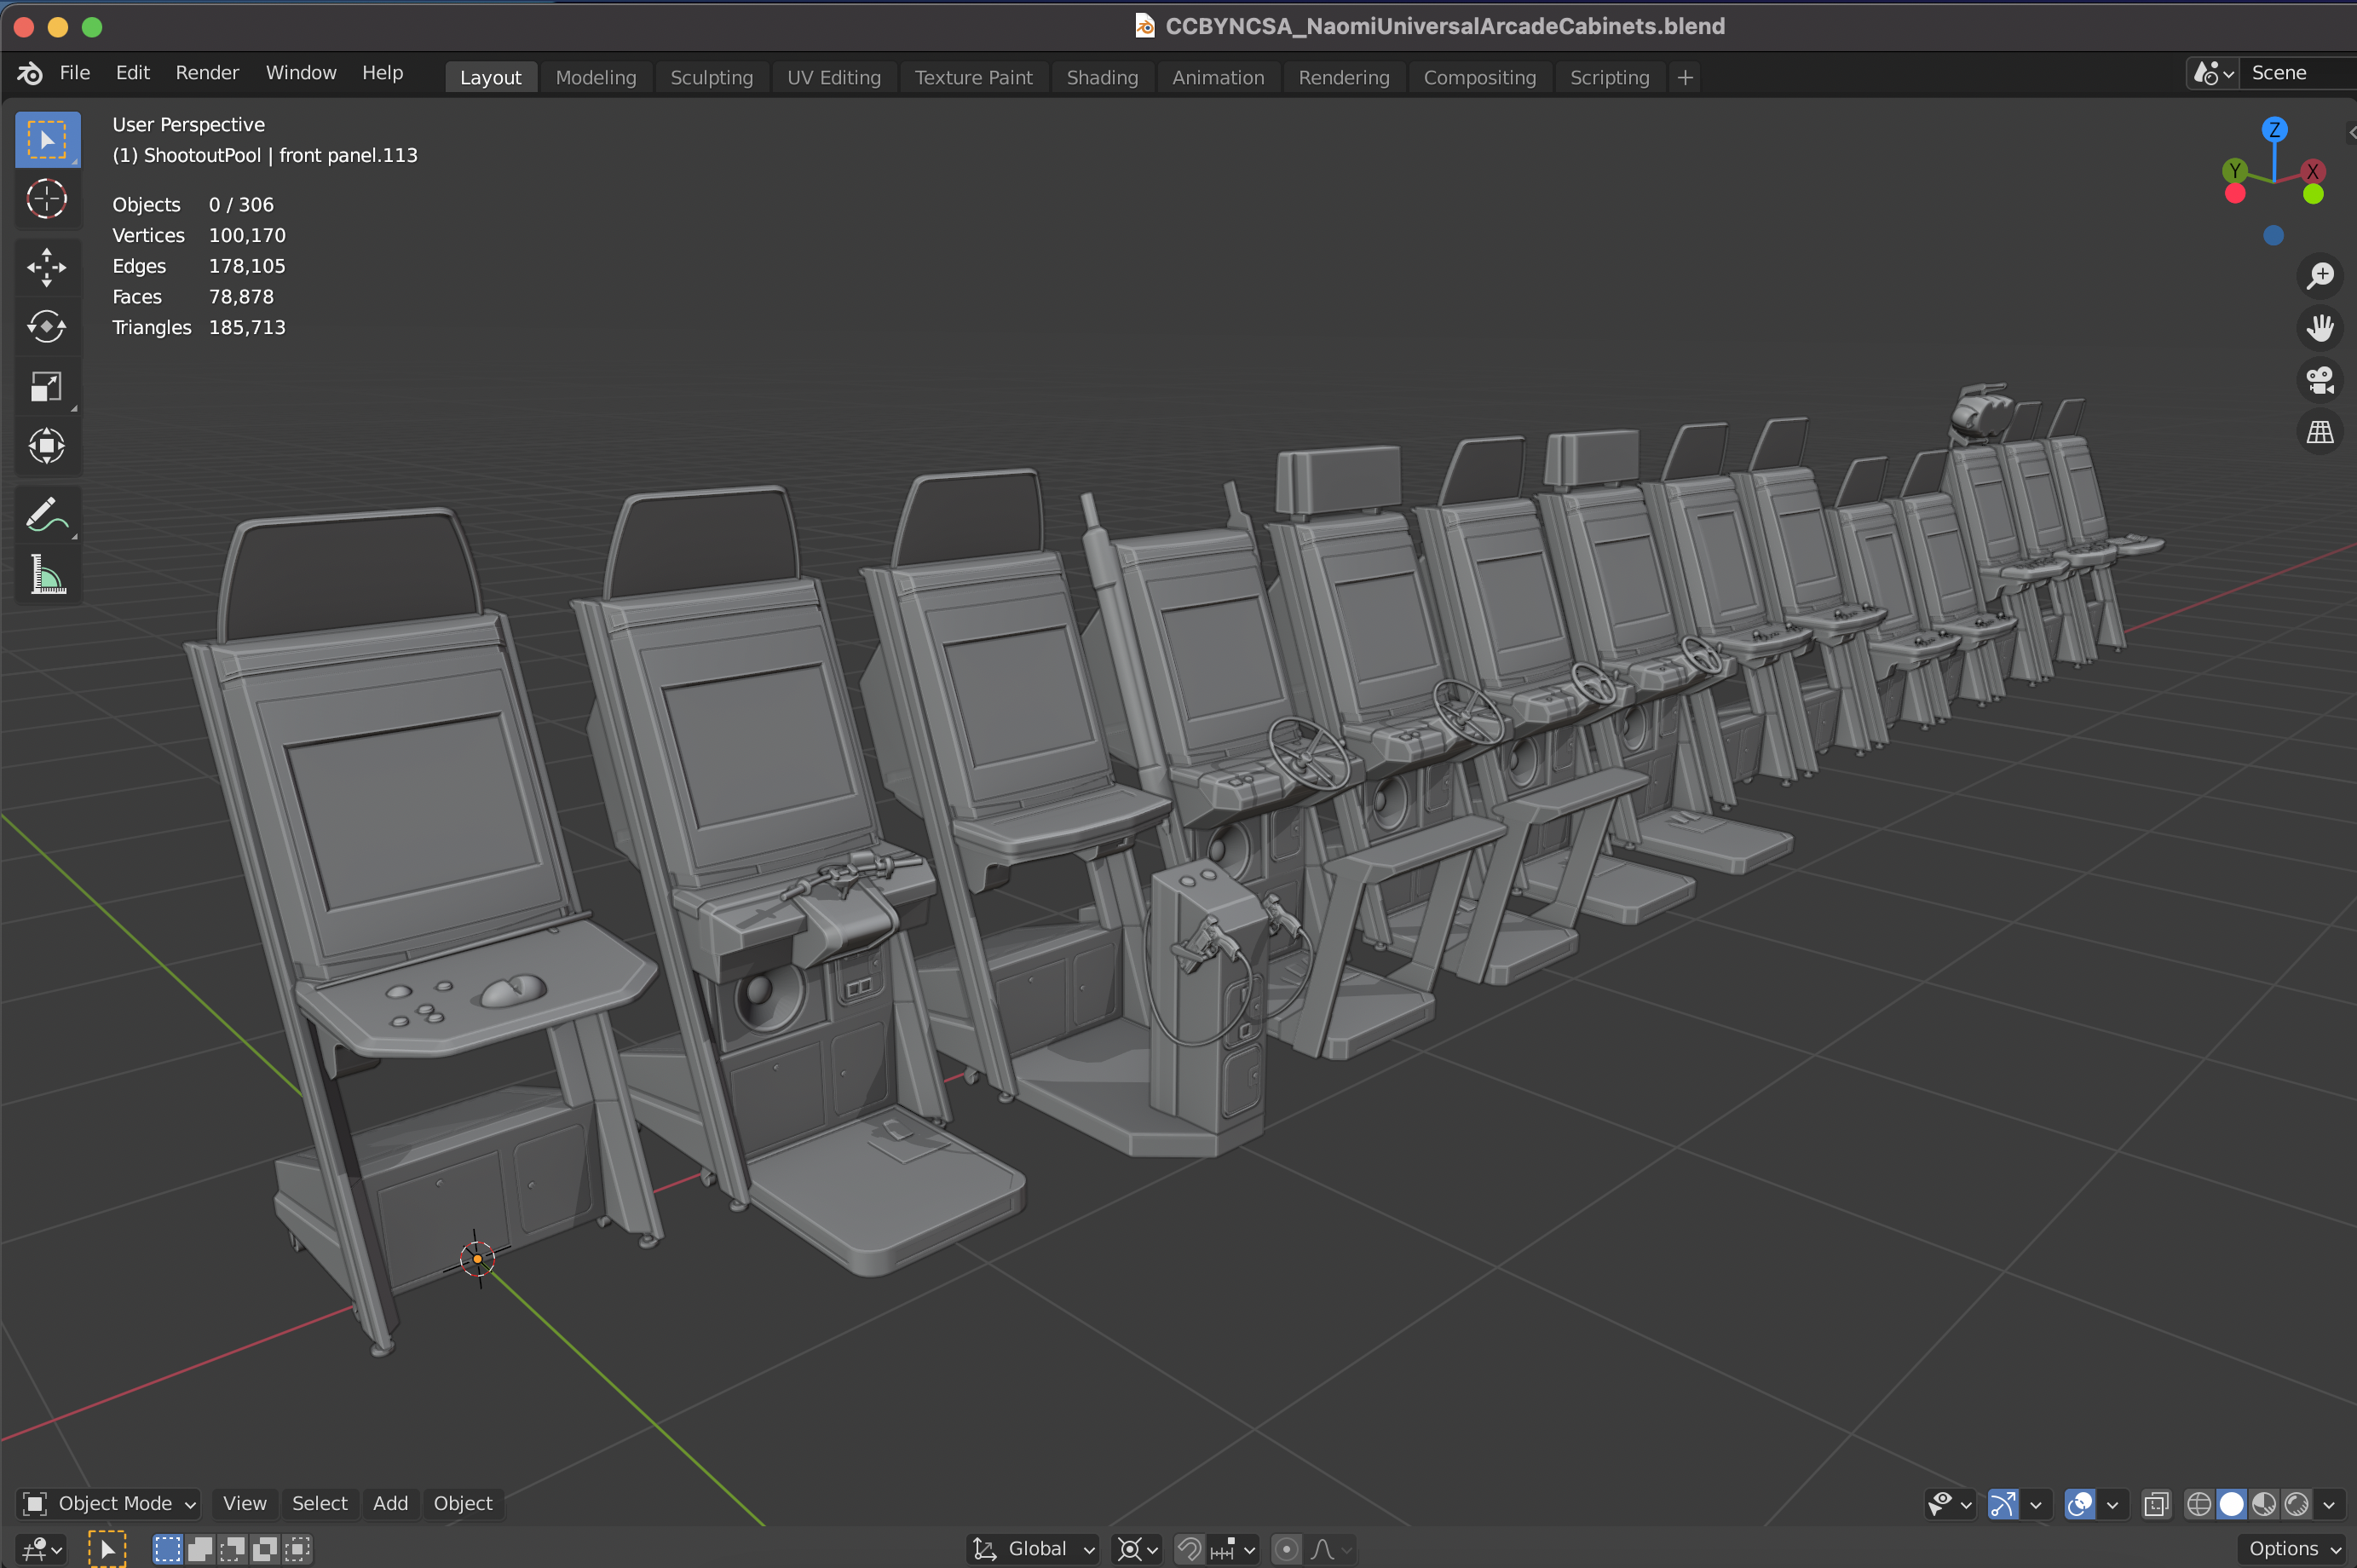 CCBYNCSA_NaomiUniversalArcadeCabinets.blend
File Edit Render Window Help Layout Modeling Sculpting UV Editing Texture Paint Shading Animation Rendering Compositing Scripting + Scene
User Perspective
(1) ShootoutPool | front panel.113
Objects 0 / 306
Vertices 100,170
Edges 178,105
Faces 78,878
Triangles 185,713
Z
Y X
Object Mode View Select Add Object
Global Options